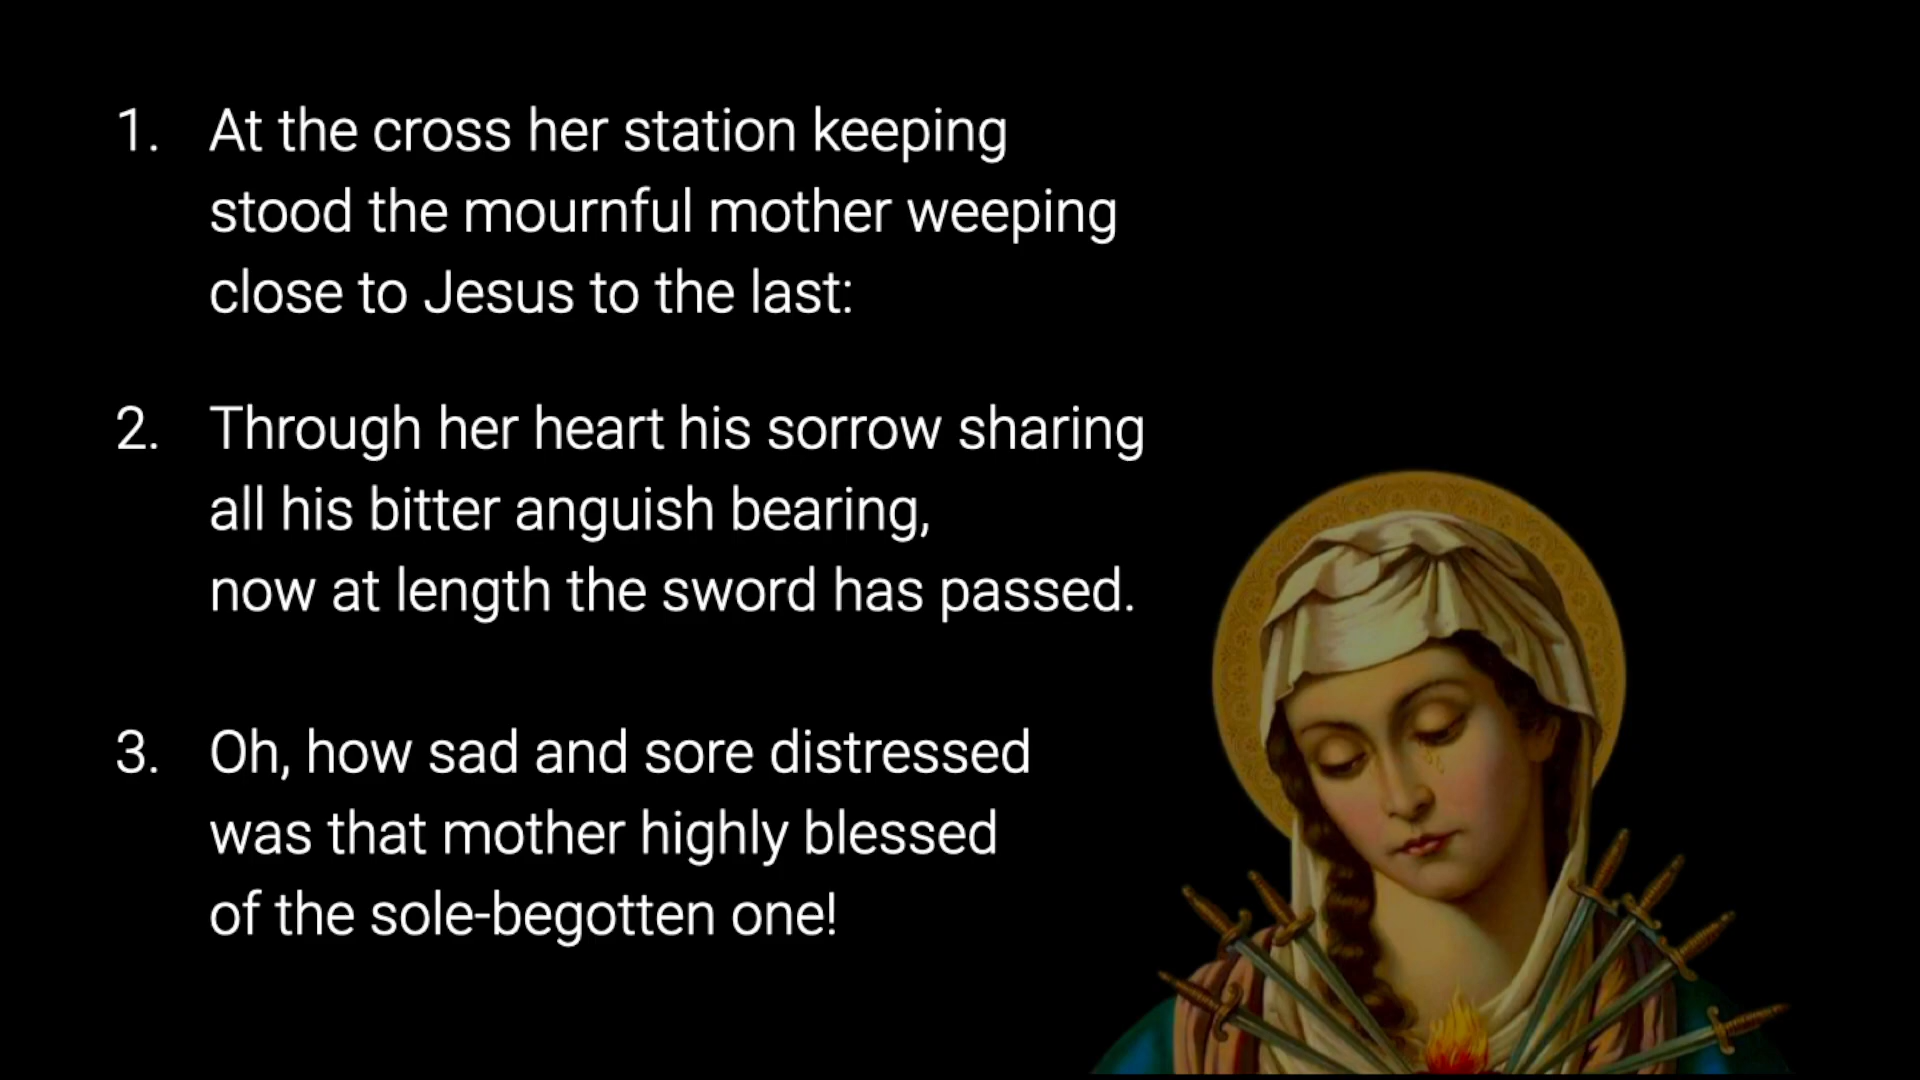 1. At the cross her station keeping
stood the mournful mother weeping
close to Jesus to the last:
2. Through her heart his sorrow sharing
all his bitter anguish bearing,
now at length the sword has passed.
3. Oh, how sad and sore distressed
was that mother highly blessed
of the sole-begotten one!